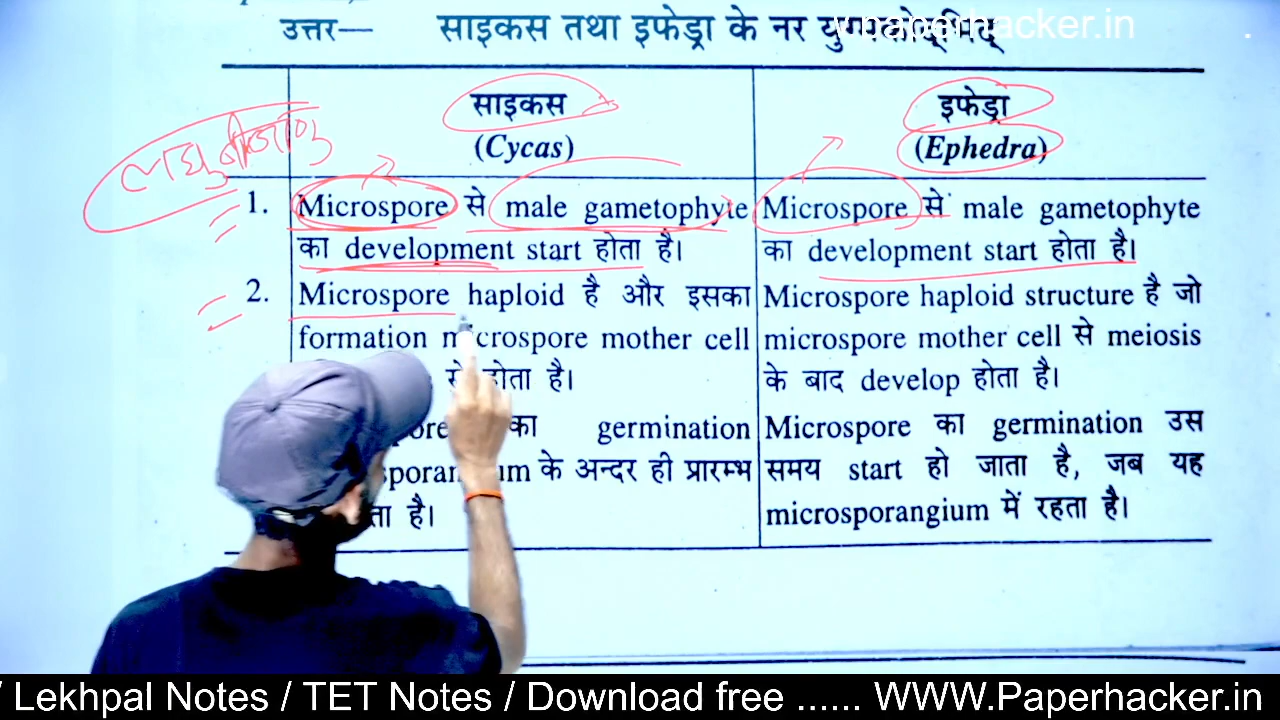 paperhacker.in
उत्तर— साइकस तथा इफेड्रा के नर
साइकस
(Cycas)
इफेड्रा
(Ephedra)
लघु बीजाणु
1. Microspore से male gametophyte
का development start होता है।
Microspore से male gametophyte
का development start होता है।
2. Microspore haploid है और इसका
formation microspore mother cell
होता है।
Microspore haploid structure है जो
microspore mother cell से meiosis
के बाद develop होता है।
का germination
के अन्दर ही प्रारम्भ
है।
Microspore का germination उस
समय start हो जाता है, जब यह
microsporangium में रहता है।
/ Lekhpal Notes / TET Notes / Download free ...... WWW.Paperhacker.in